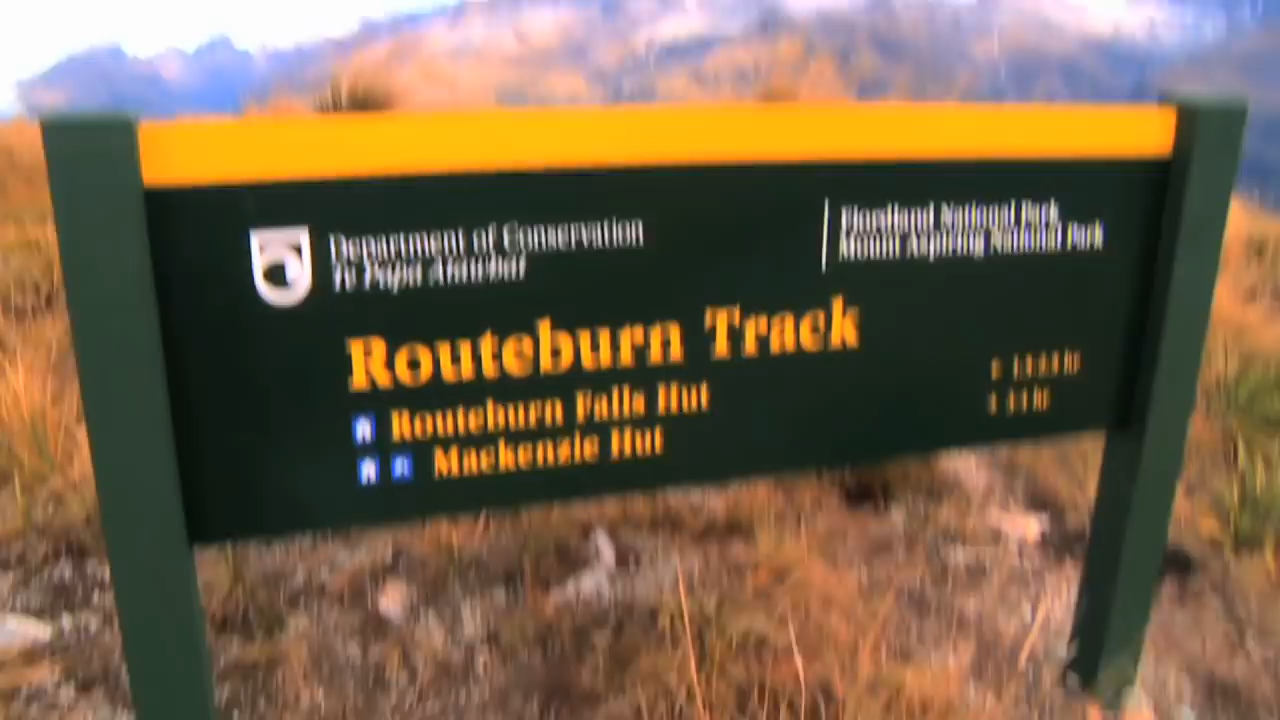 Department of Conservation
Te Papa Atawhai
Fiordland National Park
Mount Aspiring National Park
Routeburn Track
Routeburn Falls Hut
Mackenzie Hut